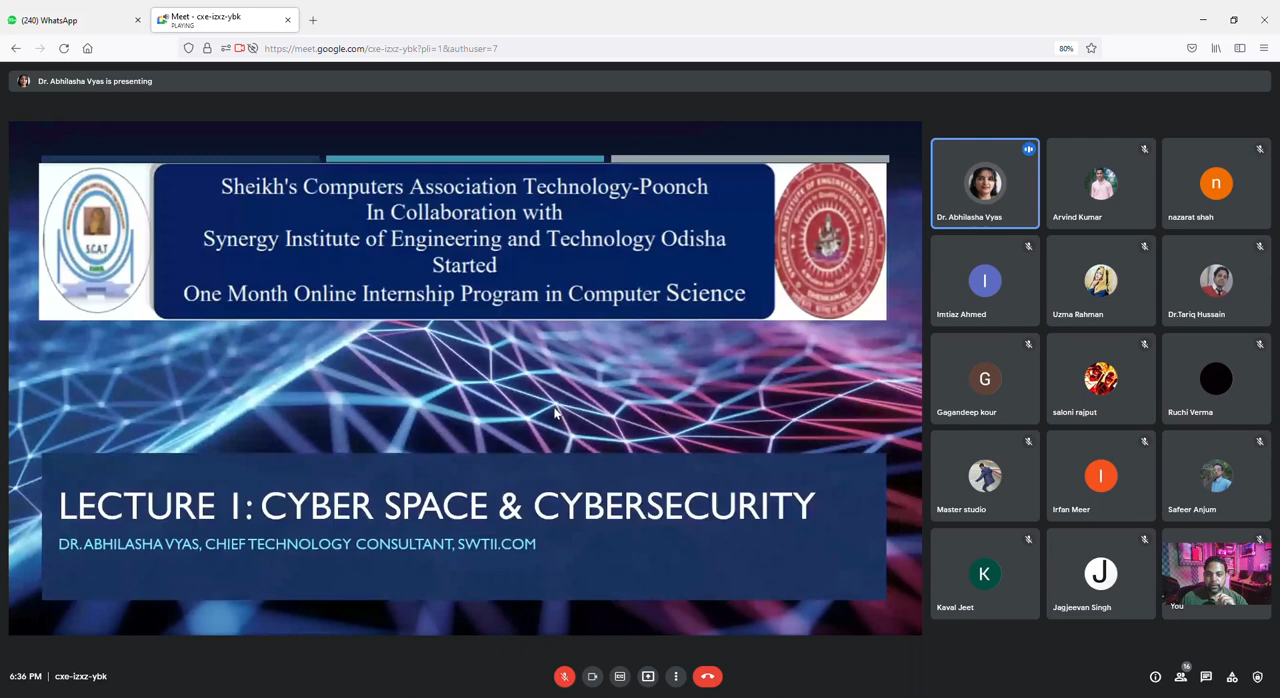 (240) WhatsApp
Meet - cxe-izxz-ybk
PLAYING
https://meet.google.com/cxe-izxz-ybk?pli=1&authuser=7
80%
Dr. Abhilasha Vyas is presenting
Sheikh's Computers Association Technology-Poonch
In Collaboration with
Synergy Institute of Engineering and Technology Odisha
Started
One Month Online Internship Program in Computer Science
S.C.A.T
LECTURE 1: CYBER SPACE & CYBERSECURITY
DR. ABHILASHA VYAS, CHIEF TECHNOLOGY CONSULTANT, SWTII.COM
Dr. Abhilasha Vyas
Arvind Kumar
n
nazarat shah
I
Imtiaz Ahmed
Uzma Rahman
Dr.Tariq Hussain
G
Gagandeep kour
saloni rajput
Ruchi Verma
Master studio
I
Irfan Meer
Safeer Anjum
K
Kaval Jeet
J
Jagjeevan Singh
You
6:36 PM | cxe-izxz-ybk
16